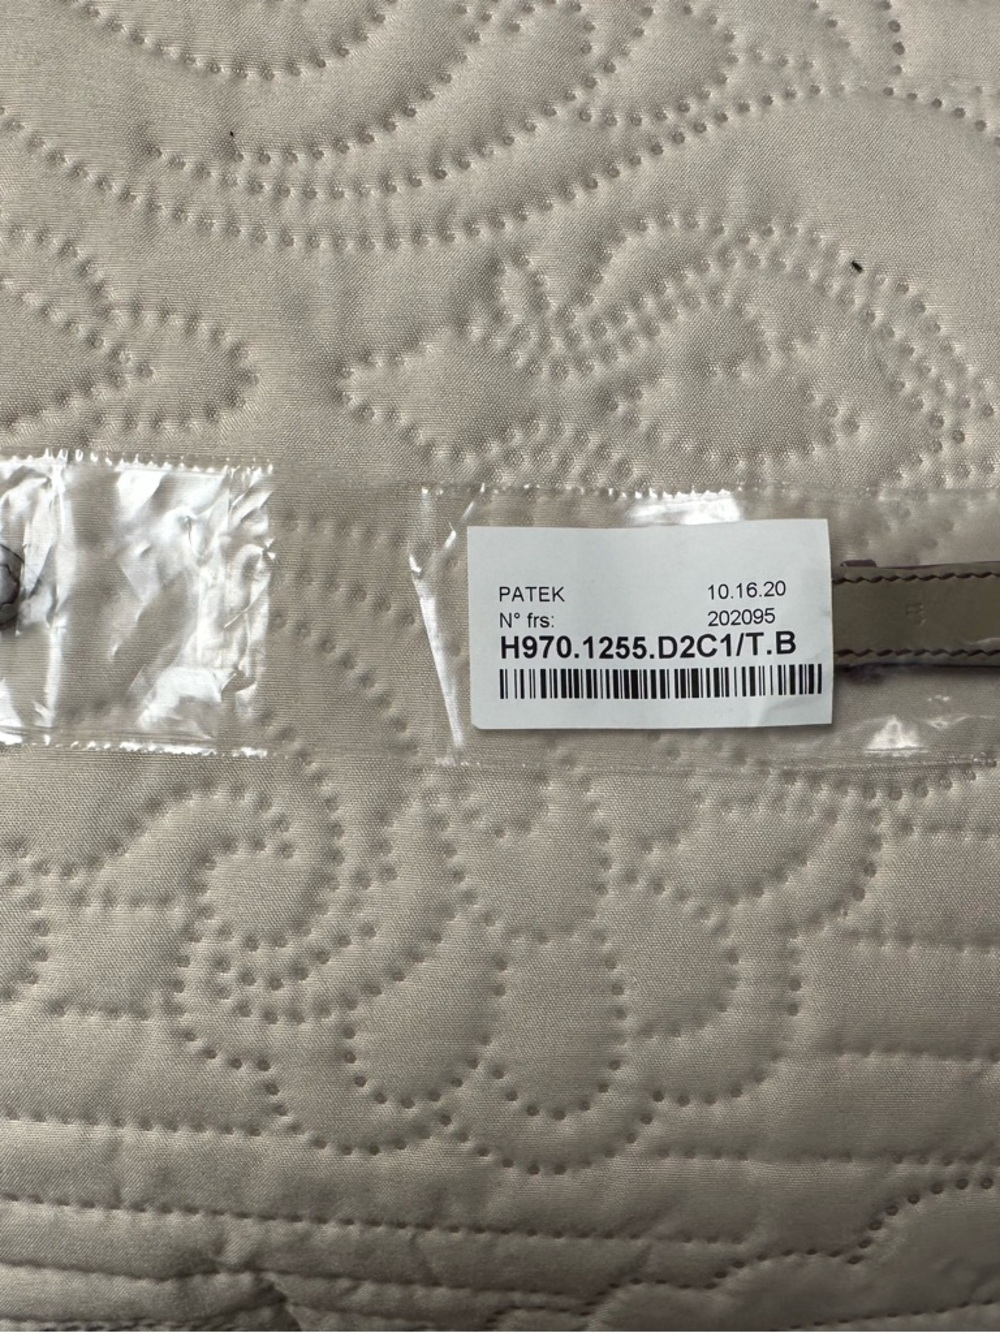 PATEK 10.16.20
N° frs: 202095
H970.1255.D2C1/T.B